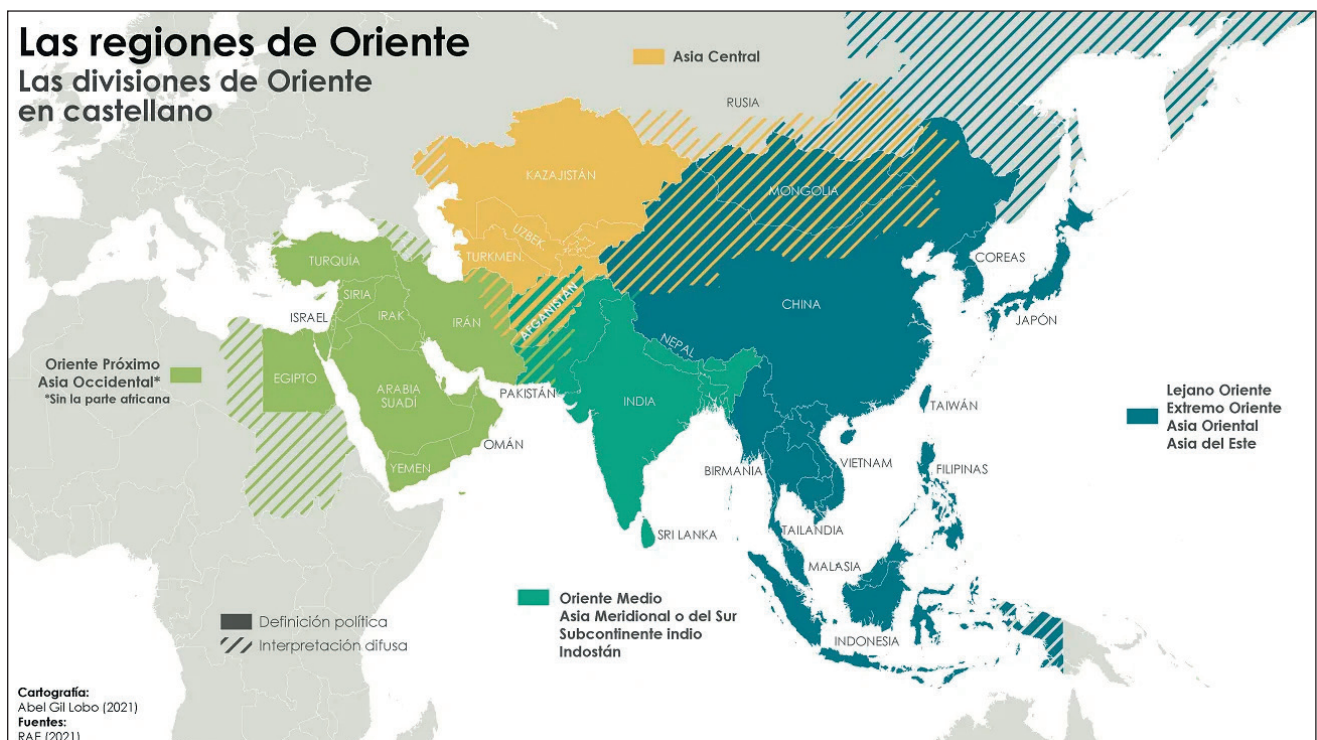 Las regiones de Oriente
Las divisiones de Oriente
en castellano
Asia Central
RUSIA
KAZAJISTÁN
MONGOLIA
UZBEK.
TURKMEN.
TURQUÍA
COREAS
SIRIA
AFGANISTÁN
CHINA
ISRAEL
IRAK
IRÁN
JAPÓN
NEPAL
Oriente Próximo
Asia Occidental*
*Sin la parte africana
EGIPTO
ARABIA
SUADÍ
PAKISTÁN
INDIA
TAIWÁN
Lejano Oriente
Extremo Oriente
Asia Oriental
Asia del Este
OMÁN
YEMEN
BIRMANIA
VIETNAM
FILIPINAS
SRI LANKA
TAILANDIA
MALASIA
Oriente Medio
Asia Meridional o del Sur
Subcontinente indio
Indostán
INDONESIA
Definición política
Interpretación difusa
Cartografía:
Abel Gil Lobo (2021)
Fuentes:
RAE (2021)